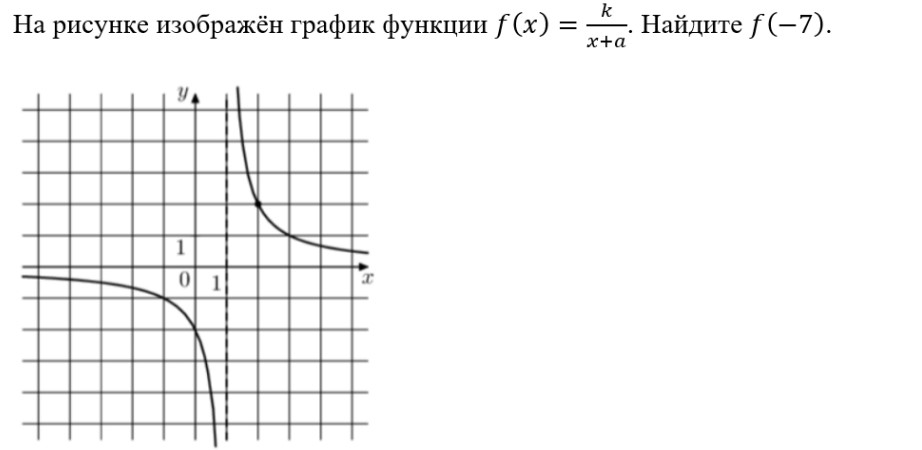 На рисунке изображён график функции f(x) = k/(x+a). Найдите f(−7).
y
1
0
1
x